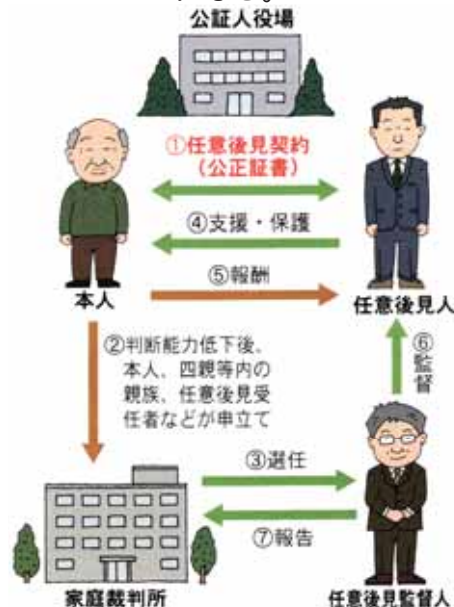 公証人役場
①任意後見契約
(公正証書)
④支援・保護
⑤報酬
本人
任意後見人
②判断能力低下後、
本人、四親等内の
親族、任意後見受
任者などが申立て
⑥監督
③選任
⑦報告
家庭裁判所
任意後見監督人